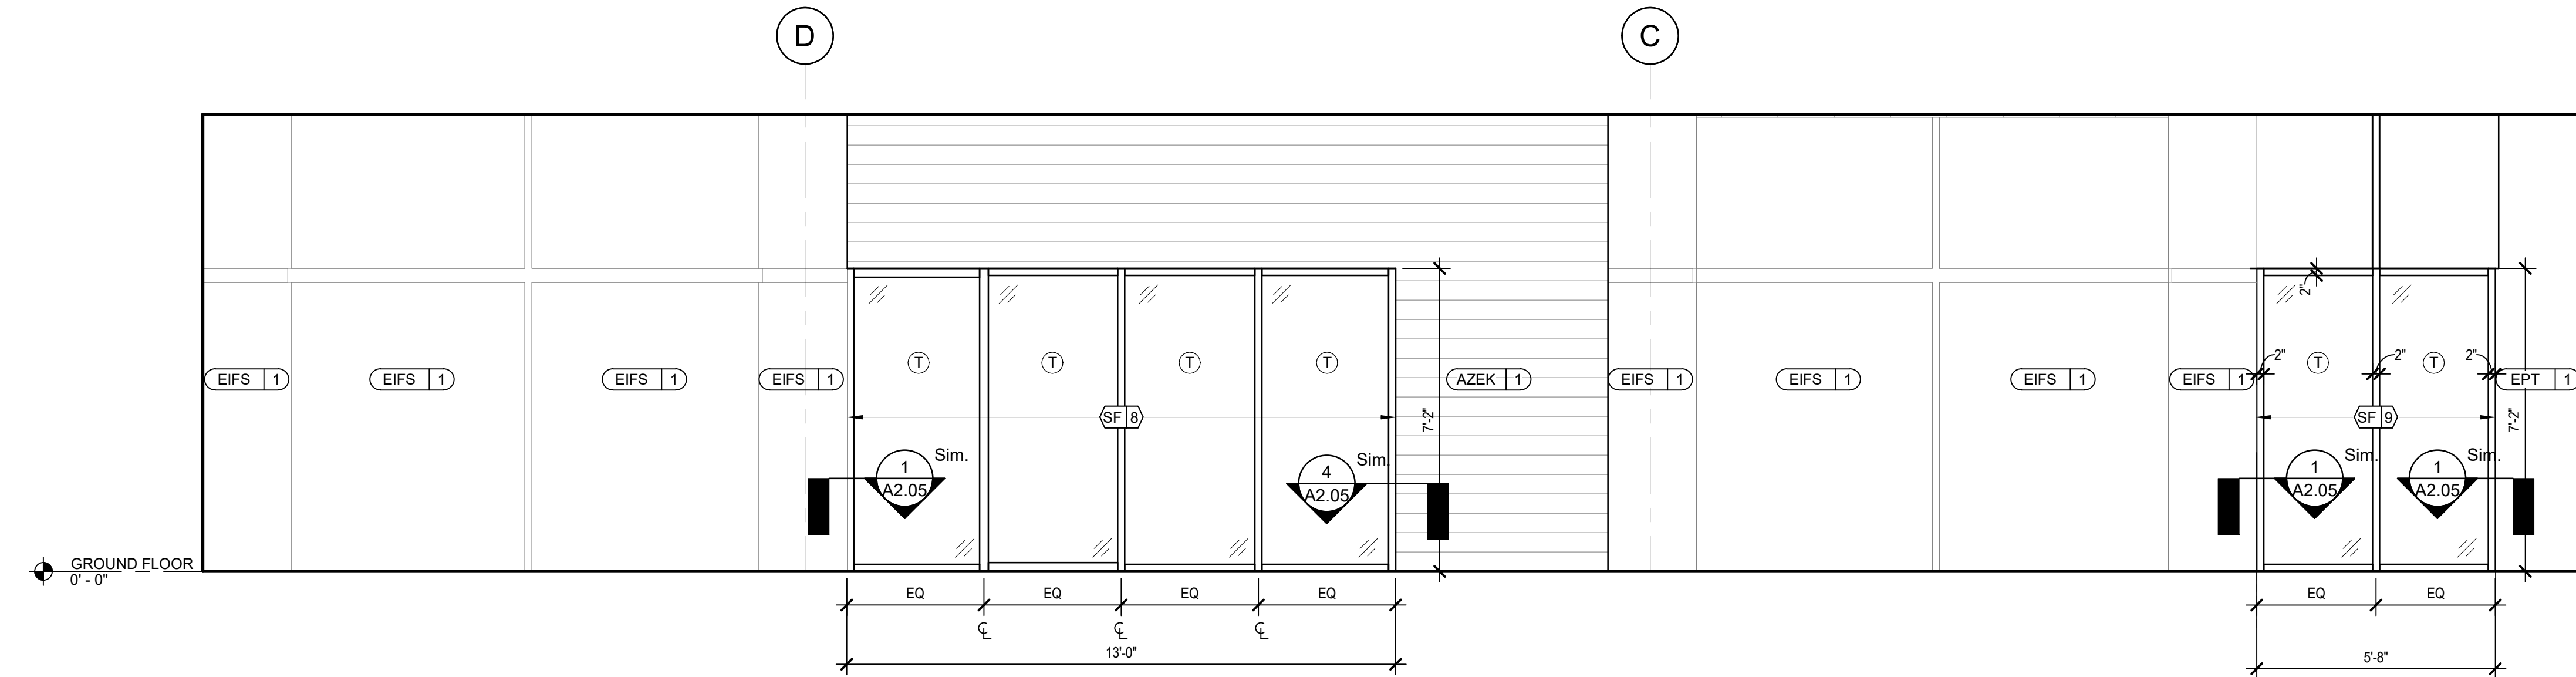 D
C
2"
EIFS 1
EIFS 1
EIFS 1
EIFS 1
T
T
T
T
AZEK 1
EIFS 1
EIFS 1
EIFS 1
EIFS 1
2"
T
2"
2"
T
EPT 1
SF 8
7'-2"
SF 9
7'-2"
1
A2.05
Sim.
4
A2.05
Sim.
1
A2.05
Sim.
1
A2.05
Sim.
GROUND FLOOR
0' - 0"
EQ
EQ
EQ
EQ
EQ
EQ
℄
℄
℄
13'-0"
5'-8"